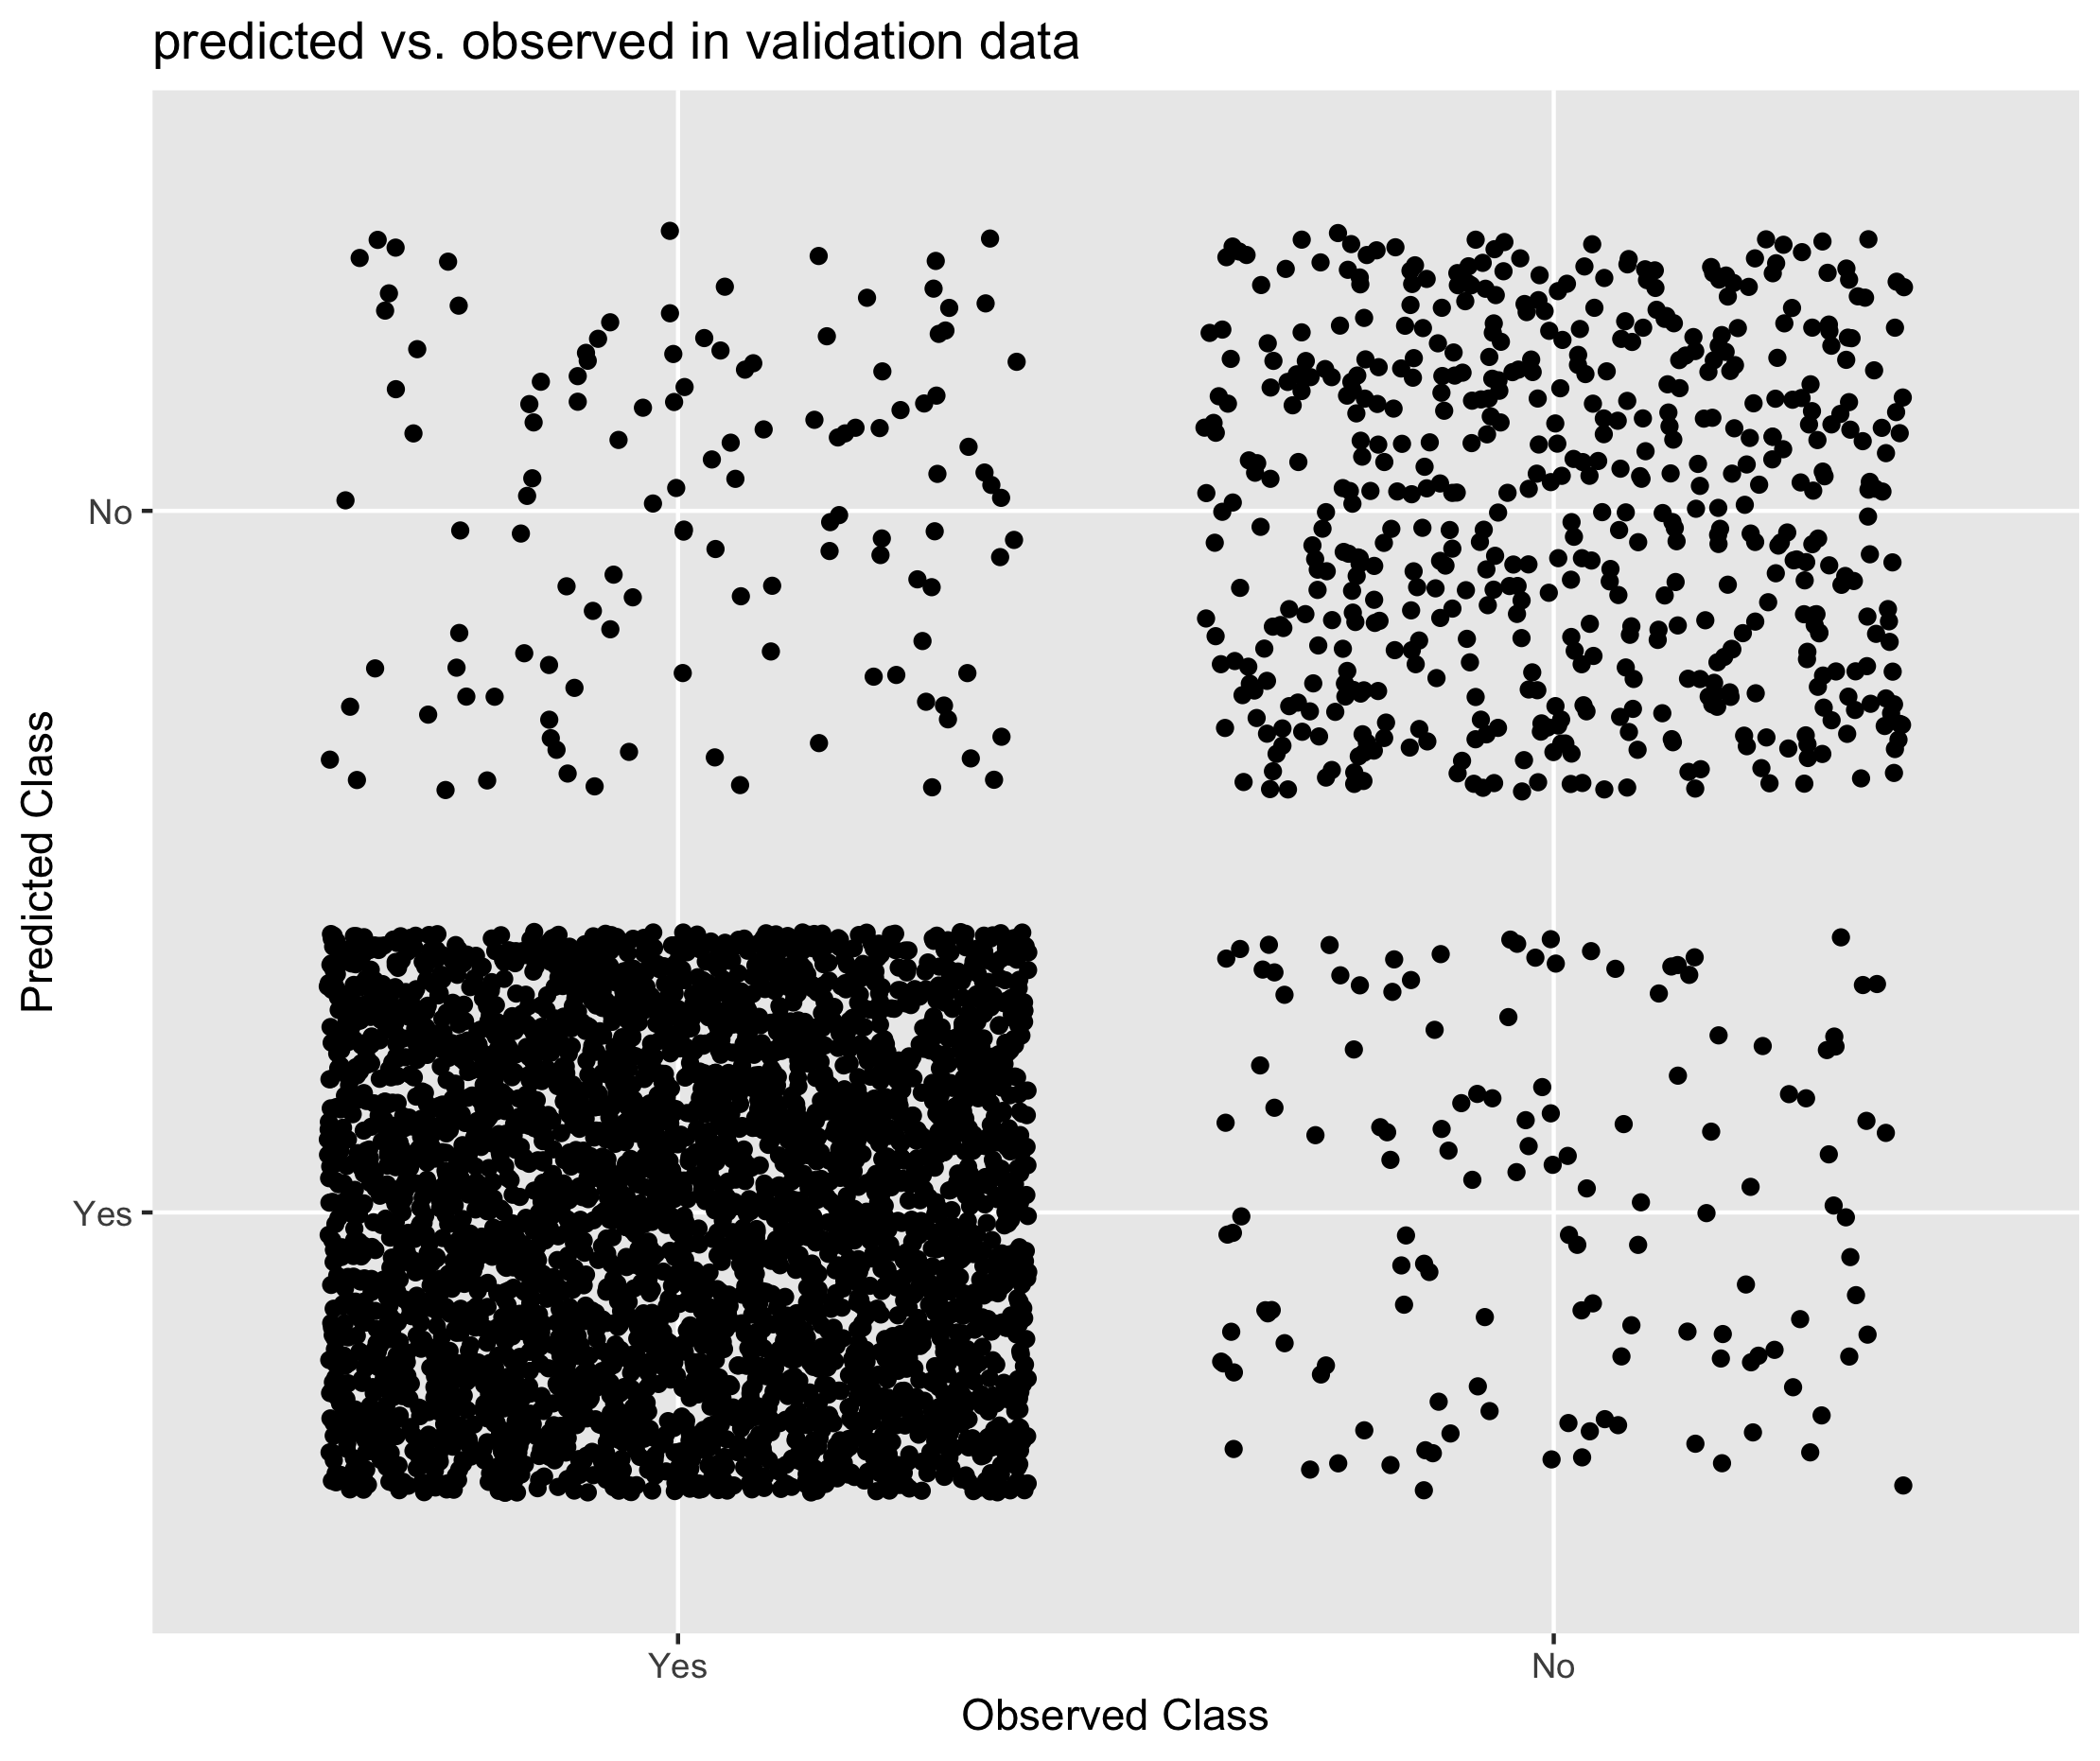 predicted vs. observed in validation data
Predicted Class
No
Yes
Yes
No
Observed Class